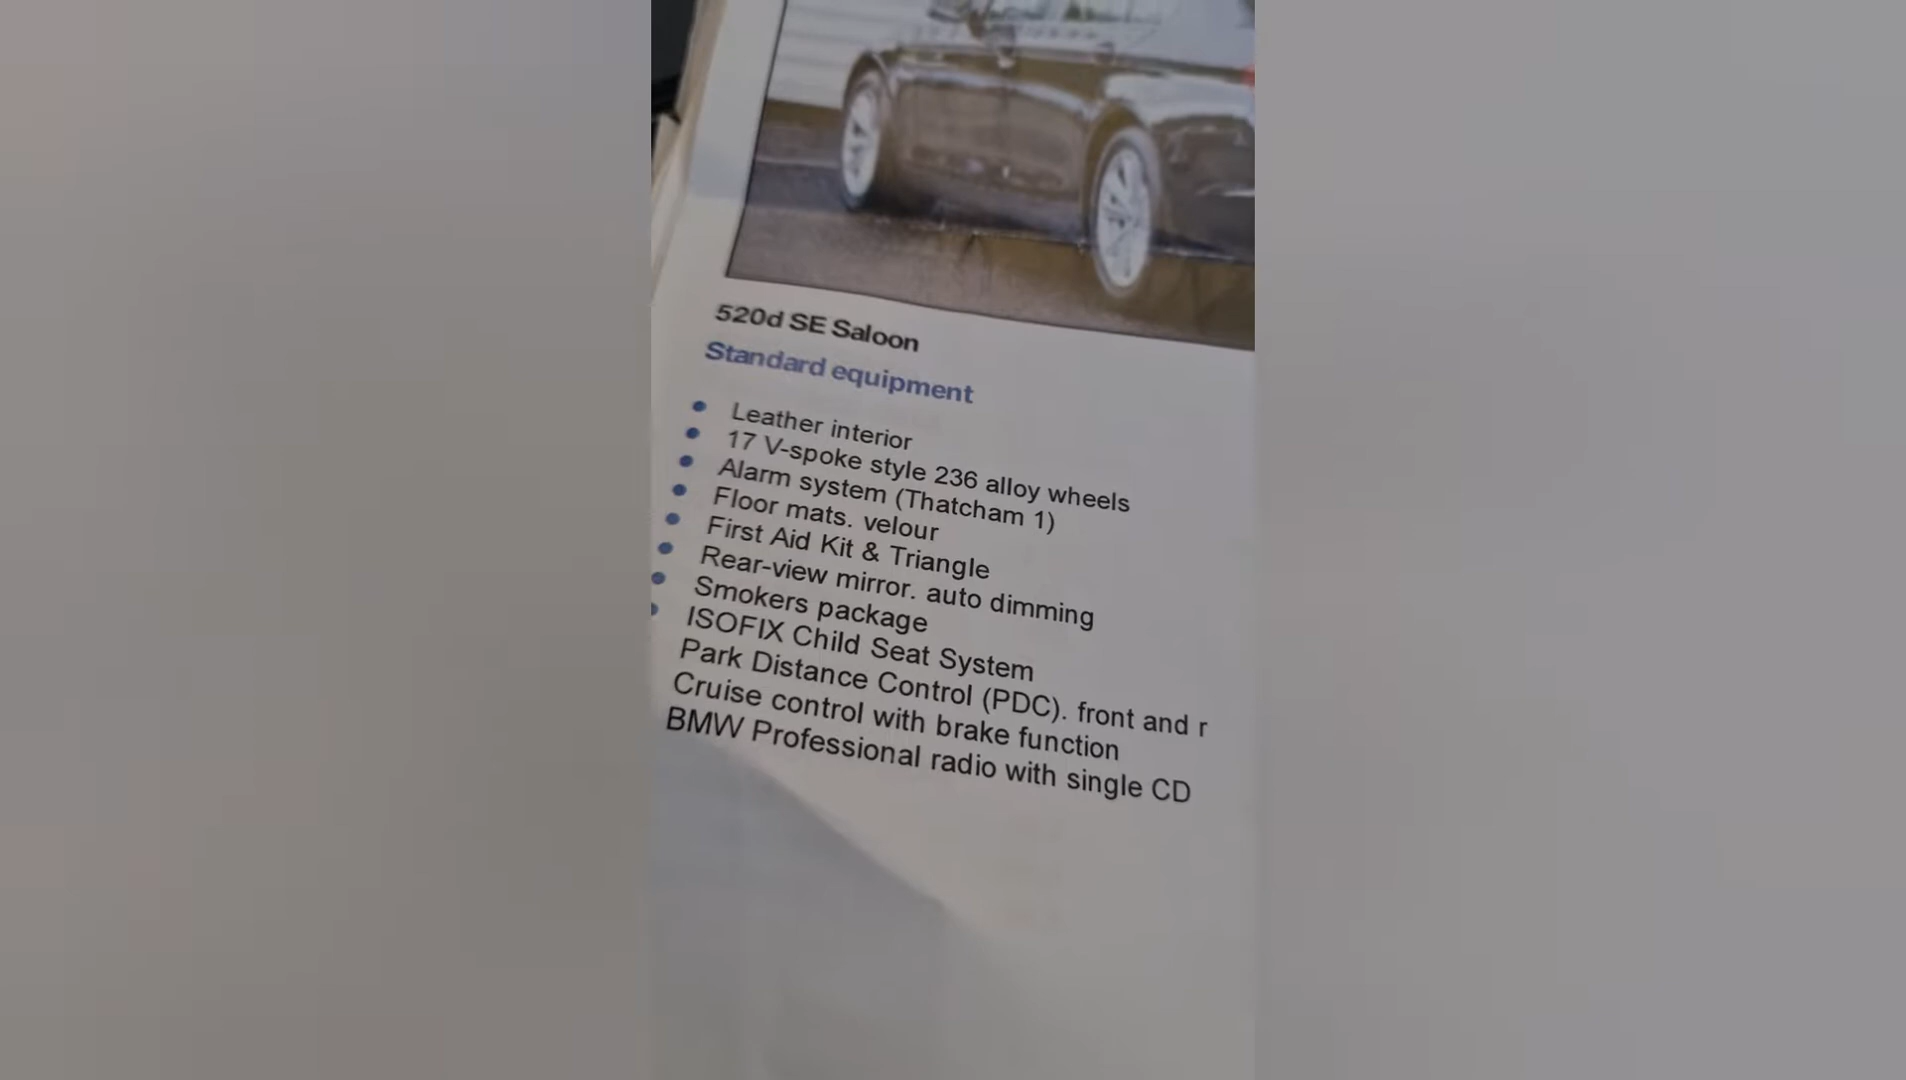 520d SE Saloon
Standard equipment
• Leather interior
• 17 V-spoke style 236 alloy wheels
• Alarm system (Thatcham 1)
• Floor mats. velour
• First Aid Kit & Triangle
• Rear-view mirror. auto dimming
• Smokers package
• ISOFIX Child Seat System
Park Distance Control (PDC). front and r
Cruise control with brake function
BMW Professional radio with single CD